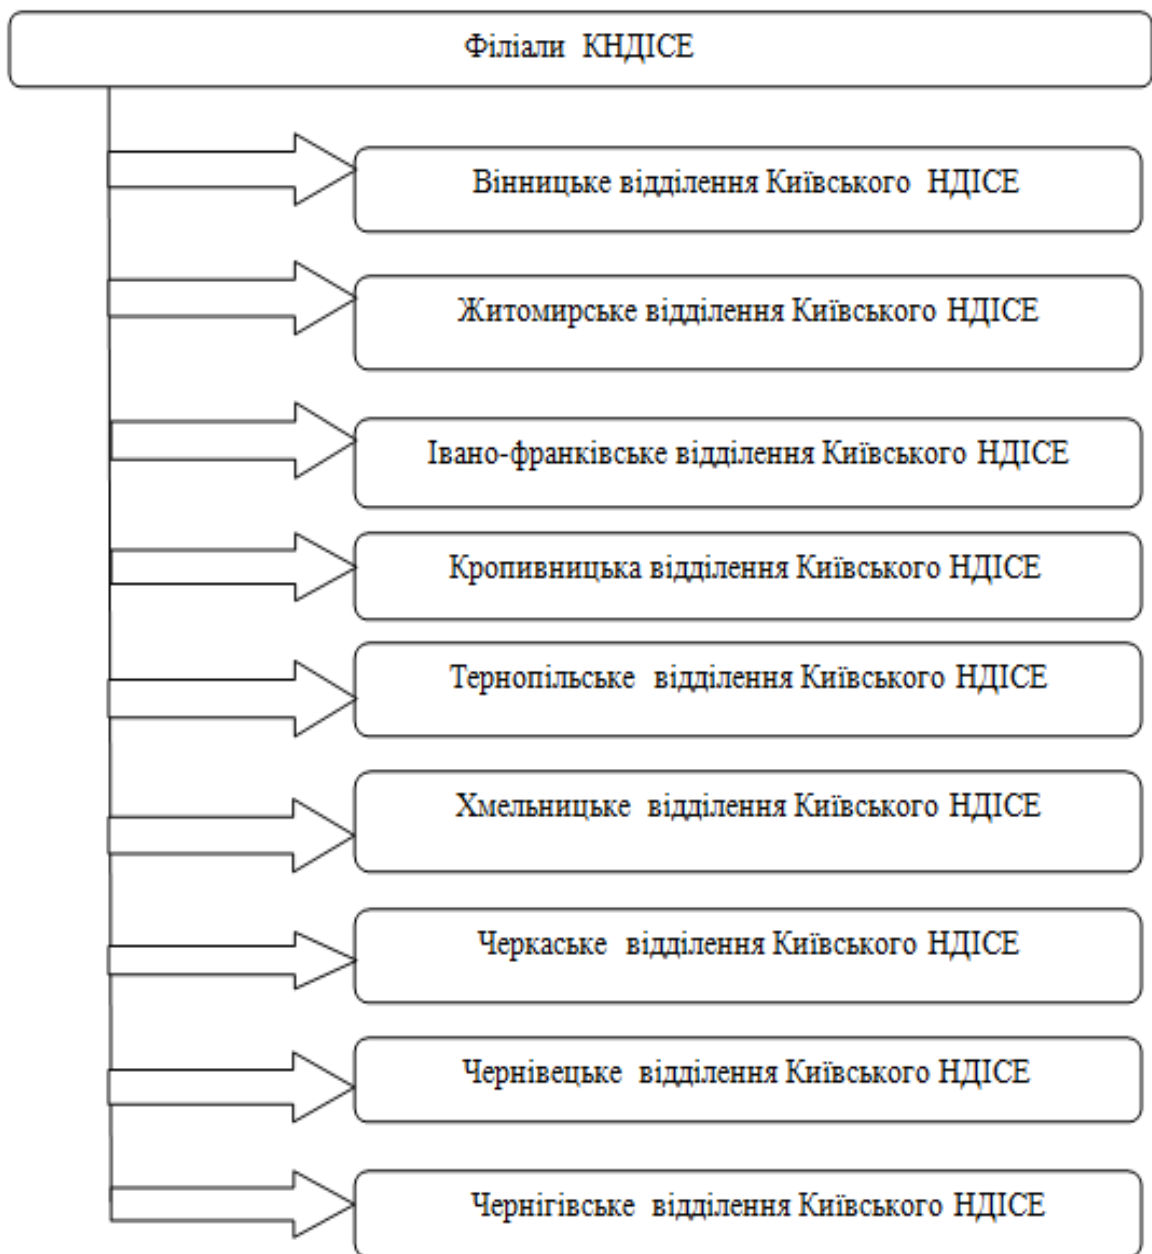 Філіали КНДІСЕ
Вінницьке відділення Київського НДІСЕ
Житомирське відділення Київського НДІСЕ
Івано-франківське відділення Київського НДІСЕ
Кропивницька відділення Київського НДІСЕ
Тернопільське відділення Київського НДІСЕ
Хмельницьке відділення Київського НДІСЕ
Черкаське відділення Київського НДІСЕ
Чернівецьке відділення Київського НДІСЕ
Чернігівське відділення Київського НДІСЕ